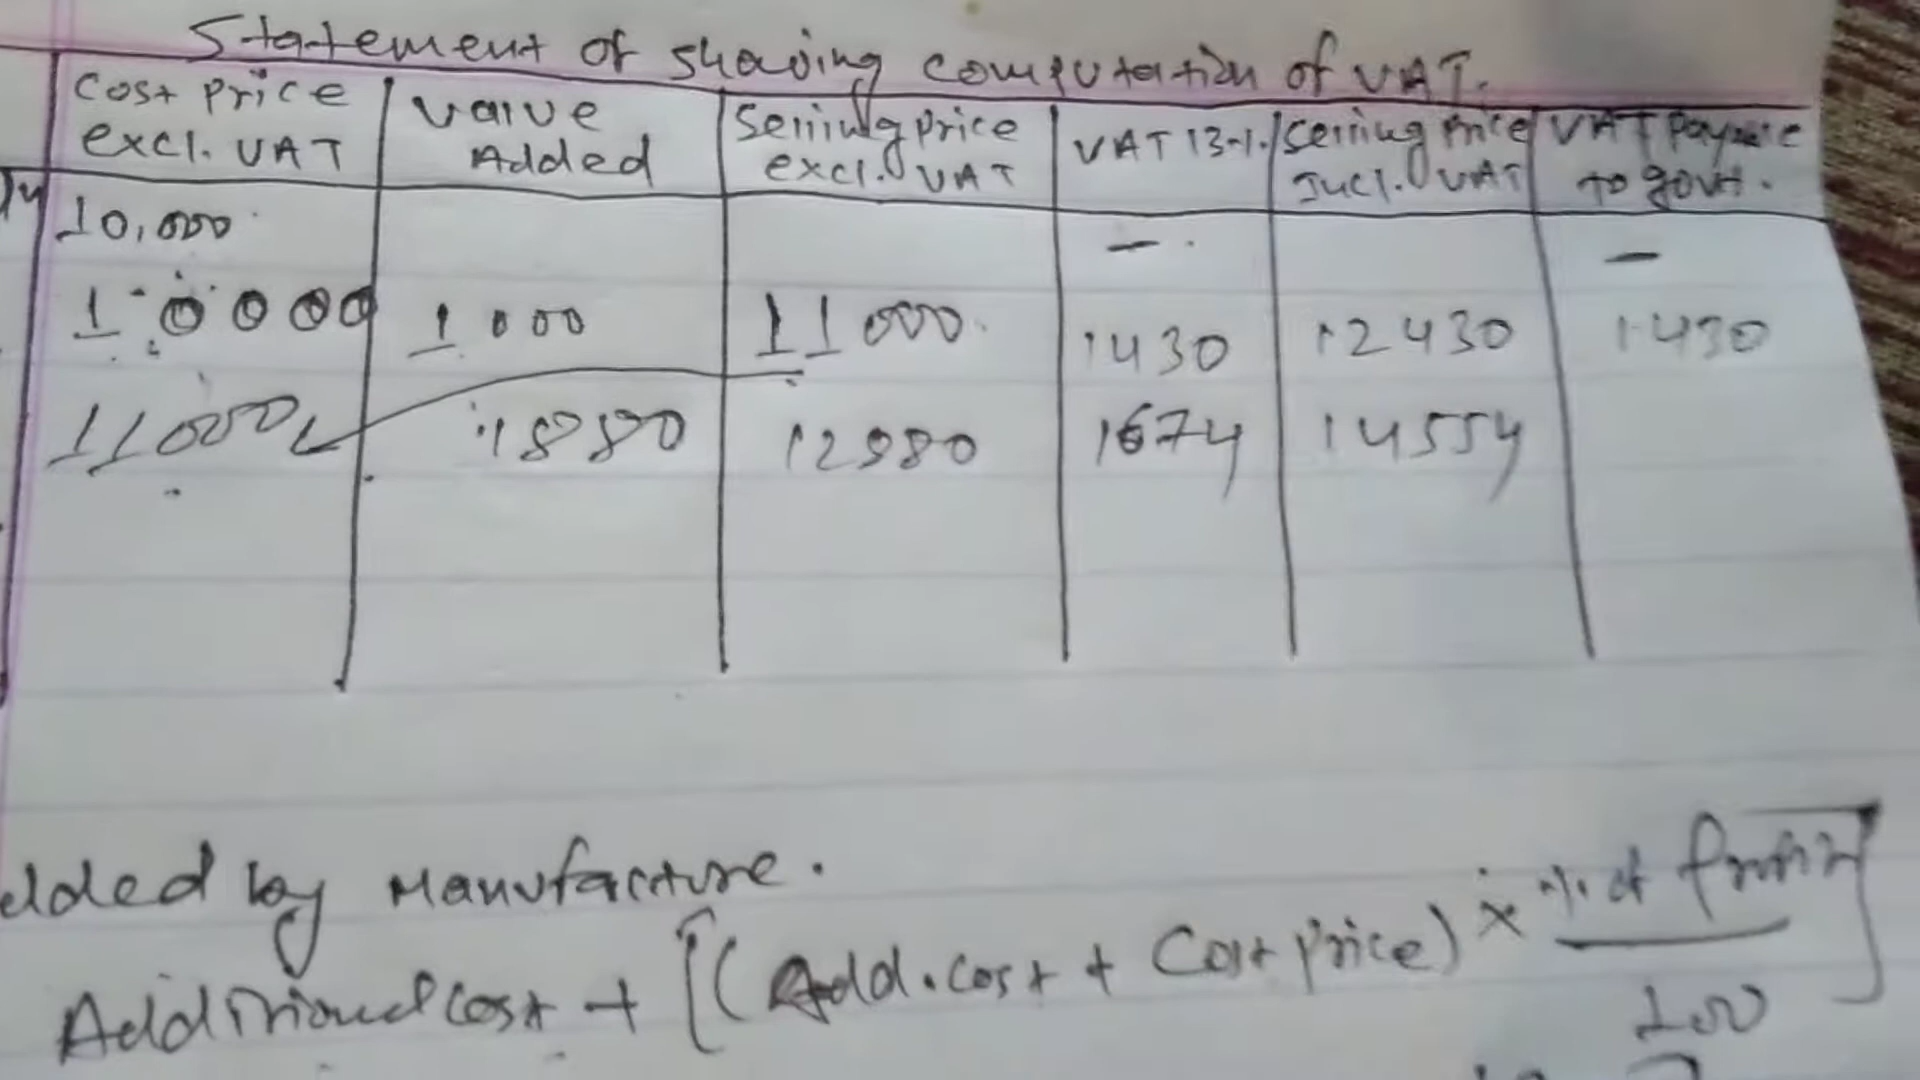 Statement of showing computation of VAT.
Cost price excl. VAT | Value Added | Selling price excl. VAT | VAT 13% | Selling Price Incl. VAT | VAT payable to govt.
10,000 — —
10000 1000 11000 1430 12430 1430
11000 1880 12880 1674 14554
dded by Manufacture.
Additional cost + [(Add. cost + Cost Price) × % of Profit / 100]